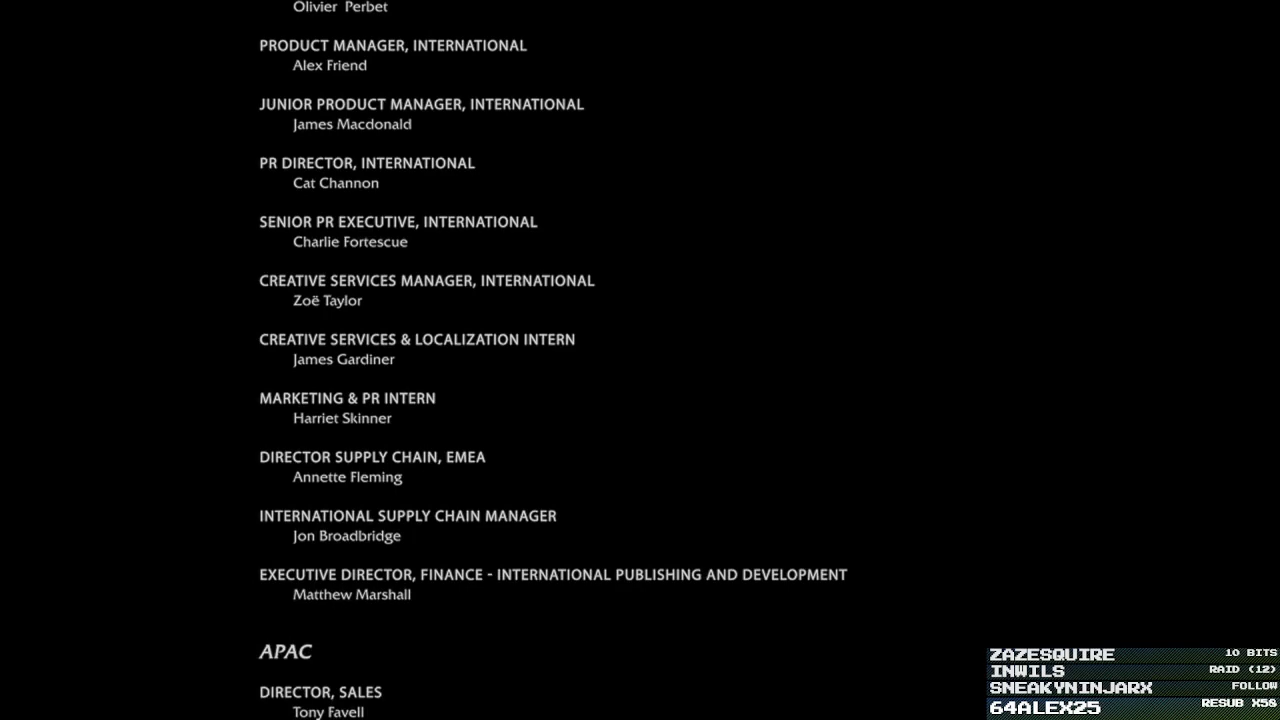 Olivier Perbet
PRODUCT MANAGER, INTERNATIONAL
Alex Friend
JUNIOR PRODUCT MANAGER, INTERNATIONAL
James Macdonald
PR DIRECTOR, INTERNATIONAL
Cat Channon
SENIOR PR EXECUTIVE, INTERNATIONAL
Charlie Fortescue
CREATIVE SERVICES MANAGER, INTERNATIONAL
Zoë Taylor
CREATIVE SERVICES & LOCALIZATION INTERN
James Gardiner
MARKETING & PR INTERN
Harriet Skinner
DIRECTOR SUPPLY CHAIN, EMEA
Annette Fleming
INTERNATIONAL SUPPLY CHAIN MANAGER
Jon Broadbridge
EXECUTIVE DIRECTOR, FINANCE - INTERNATIONAL PUBLISHING AND DEVELOPMENT
Matthew Marshall
APAC
DIRECTOR, SALES
Tony Favell
ZAZESQUIRE 10 BITS
INWILS RAID (12)
SNEAKYNINJARX FOLLOW
64ALEX25 RESUB X50